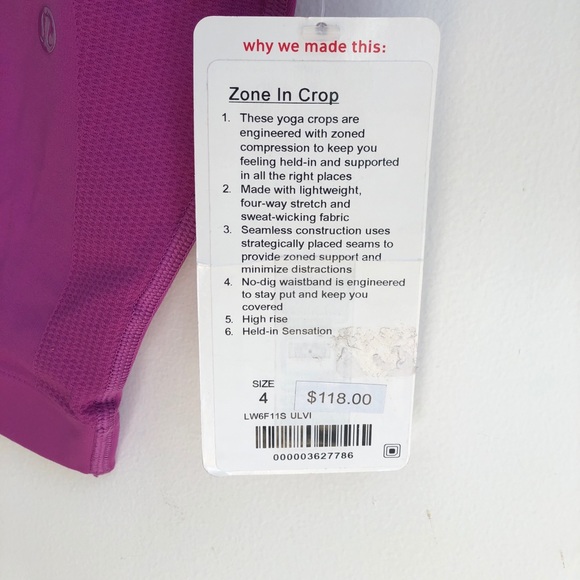 why we made this:
Zone In Crop
1. These yoga crops are
engineered with zoned
compression to keep you
feeling held-in and supported
in all the right places
2. Made with lightweight,
four-way stretch and
sweat-wicking fabric
3. Seamless construction uses
strategically placed seams to
provide zoned support and
minimize distractions
4. No-dig waistband is engineered
to stay put and keep you
covered
5. High rise
6. Held-in Sensation
SIZE
4
$118.00
LW6F11S ULVI
000003627786